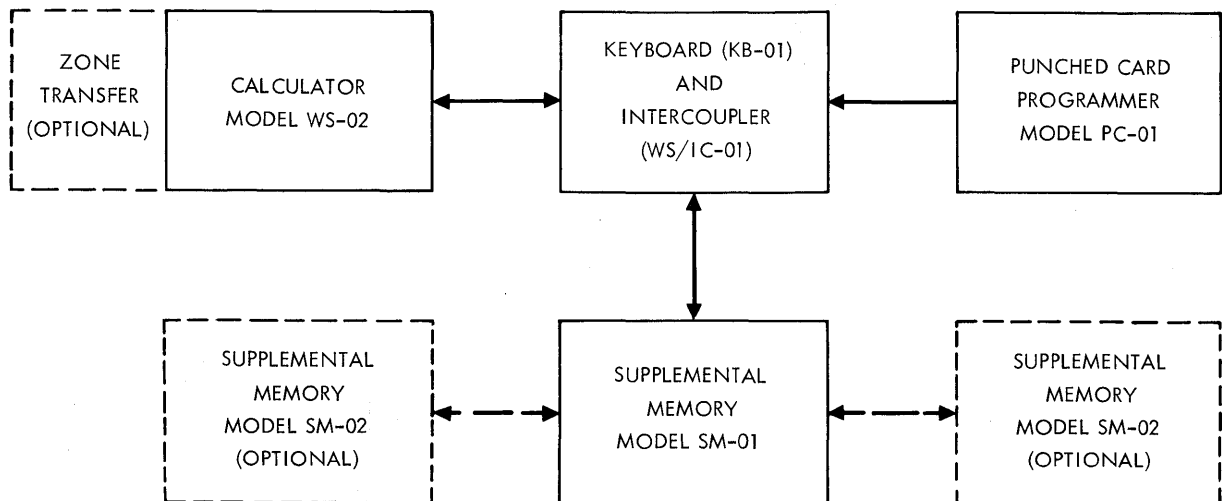 ZONE
TRANSFER
(OPTIONAL)
CALCULATOR
MODEL WS-02
KEYBOARD (KB-01)
AND
INTERCOUPLER
(WS/IC-01)
PUNCHED CARD
PROGRAMMER
MODEL PC-01
SUPPLEMENTAL
MEMORY
MODEL SM-02
(OPTIONAL)
SUPPLEMENTAL
MEMORY
MODEL SM-01
SUPPLEMENTAL
MEMORY
MODEL SM-02
(OPTIONAL)